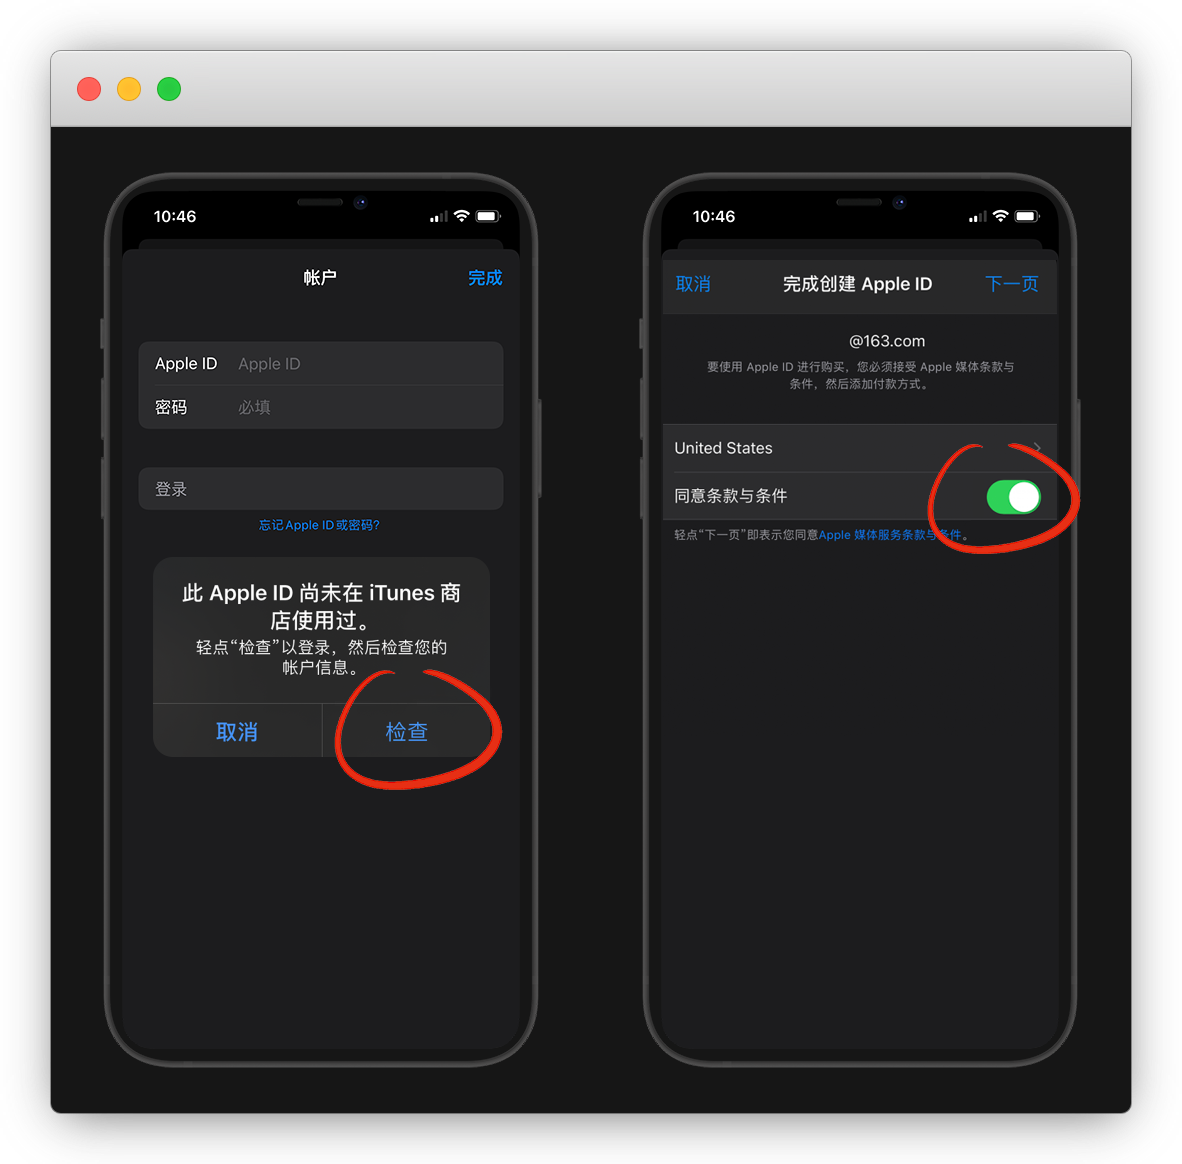 10:46
帐户
完成
Apple ID Apple ID
密码 必填
登录
忘记 Apple ID 或密码?
此 Apple ID 尚未在 iTunes 商
店使用过。
轻点“检查”以登录，然后检查您的
帐户信息。
取消
检查
10:46
取消
完成创建 Apple ID
下一页
@163.com
要使用 Apple ID 进行购买，您必须接受 Apple 媒体条款与
条件，然后添加付款方式。
United States
同意条款与条件
轻点“下一页”即表示您同意Apple 媒体服务条款与条件。